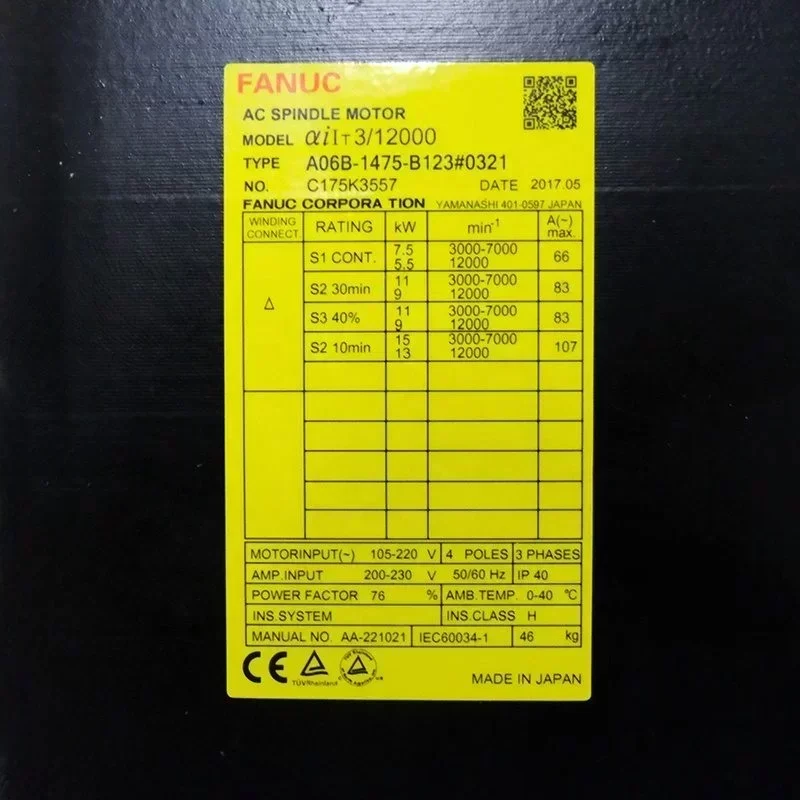 FANUC
AC SPINDLE MOTOR
MODEL αiIT3/12000
TYPE A06B-1475-B123#0321
NO. C175K3557 DATE 2017.05
FANUC CORPORA TION YAMANASHI 401-0597 JAPAN
WINDING CONNECT. RATING kW min-1 A(~) max.
Δ
S1 CONT. 7.5 3000-7000 66
5.5 12000
S2 30min 11 3000-7000 83
9 12000
S3 40% 11 3000-7000 83
9 12000
S2 10min 15 3000-7000 107
13 12000
MOTORINPUT(~) 105-220 V 4 POLES 3 PHASES
AMP.INPUT 200-230 V 50/60 Hz IP 40
POWER FACTOR 76 % AMB.TEMP. 0-40 ℃
INS.SYSTEM INS.CLASS H
MANUAL NO. AA-221021 IEC60034-1 46 kg
CE
TÜVRheinland
MADE IN JAPAN